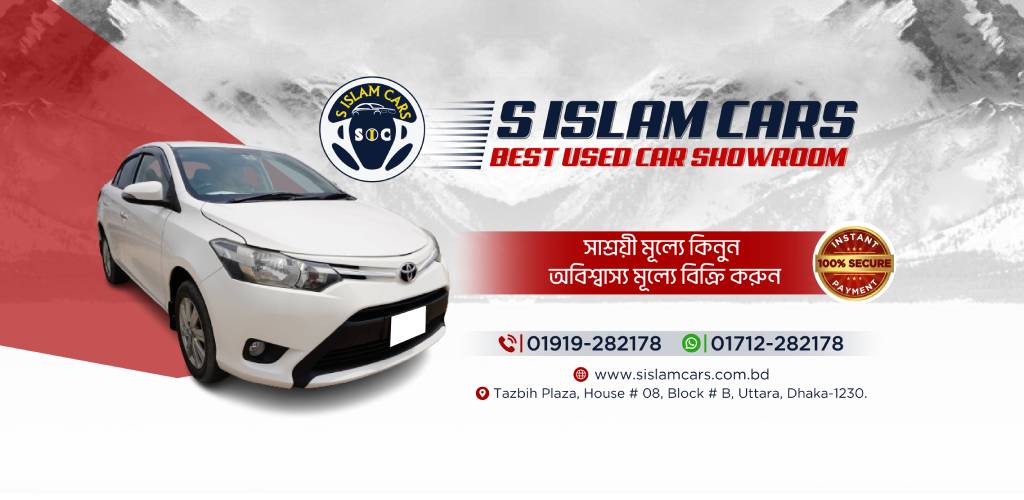 S ISLAM CARS
S I C
S ISLAM CARS
BEST USED CAR SHOWROOM
সাশ্রয়ী মূল্যে কিনুন
অবিশ্বাস্য মূল্যে বিক্রি করুন
INSTANT
100% SECURE
PAYMENT
01919-282178 01712-282178
www.sislamcars.com.bd
Tazbih Plaza, House # 08, Block # B, Uttara, Dhaka-1230.